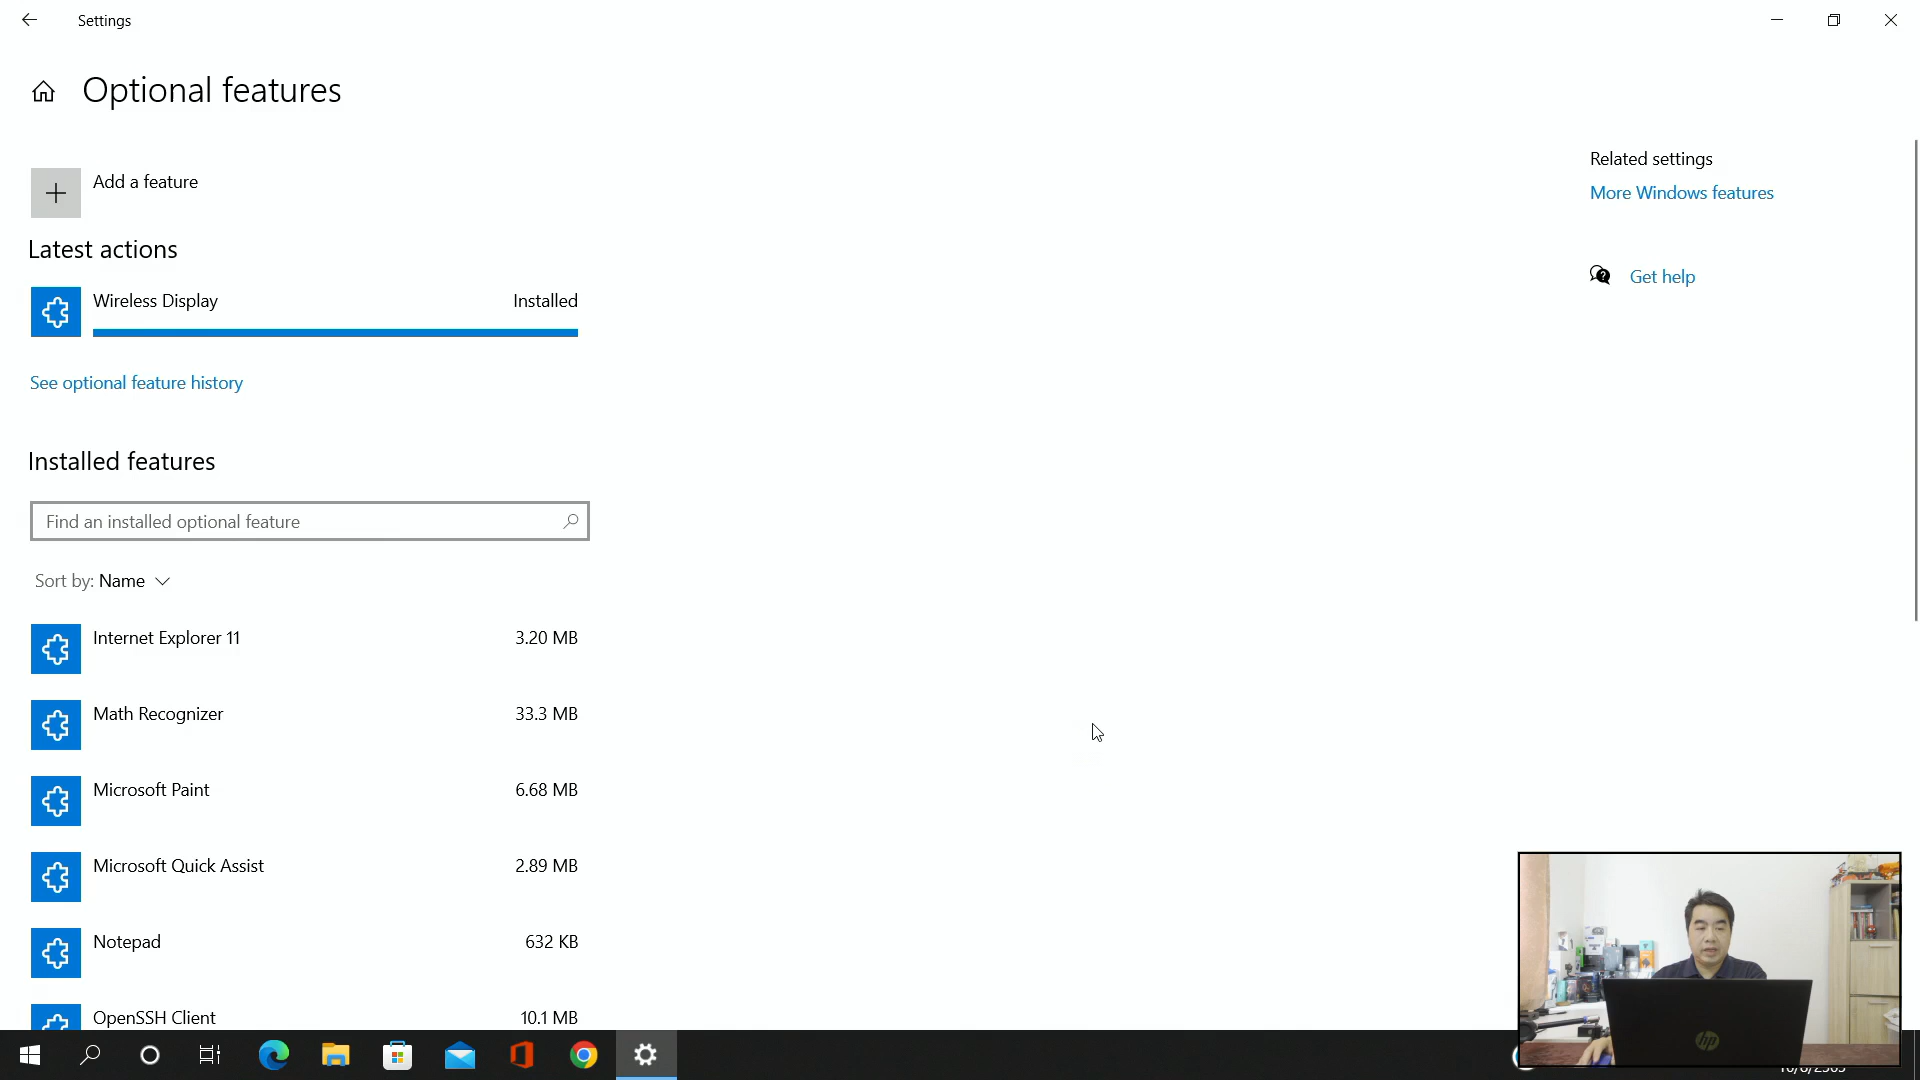 Settings
Optional features
Add a feature
Latest actions
Wireless Display
Installed
See optional feature history
Installed features
Find an installed optional feature
Sort by: Name
Internet Explorer 11
3.20 MB
Math Recognizer
33.3 MB
Microsoft Paint
6.68 MB
Microsoft Quick Assist
2.89 MB
Notepad
632 KB
OpenSSH Client
10.1 MB
Related settings
More Windows features
Get help
hp